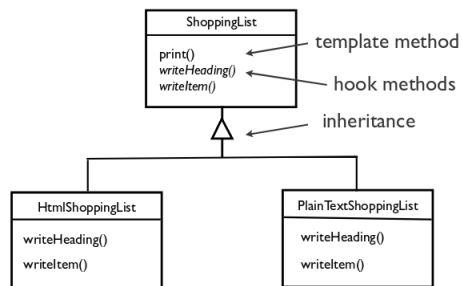 ShoppingList
print()
writeHeading()
writeItem()
template method
hook methods
inheritance
HtmlShoppingList
writeHeading()
writeItem()
PlainTextShoppingList
writeHeading()
writeItem()